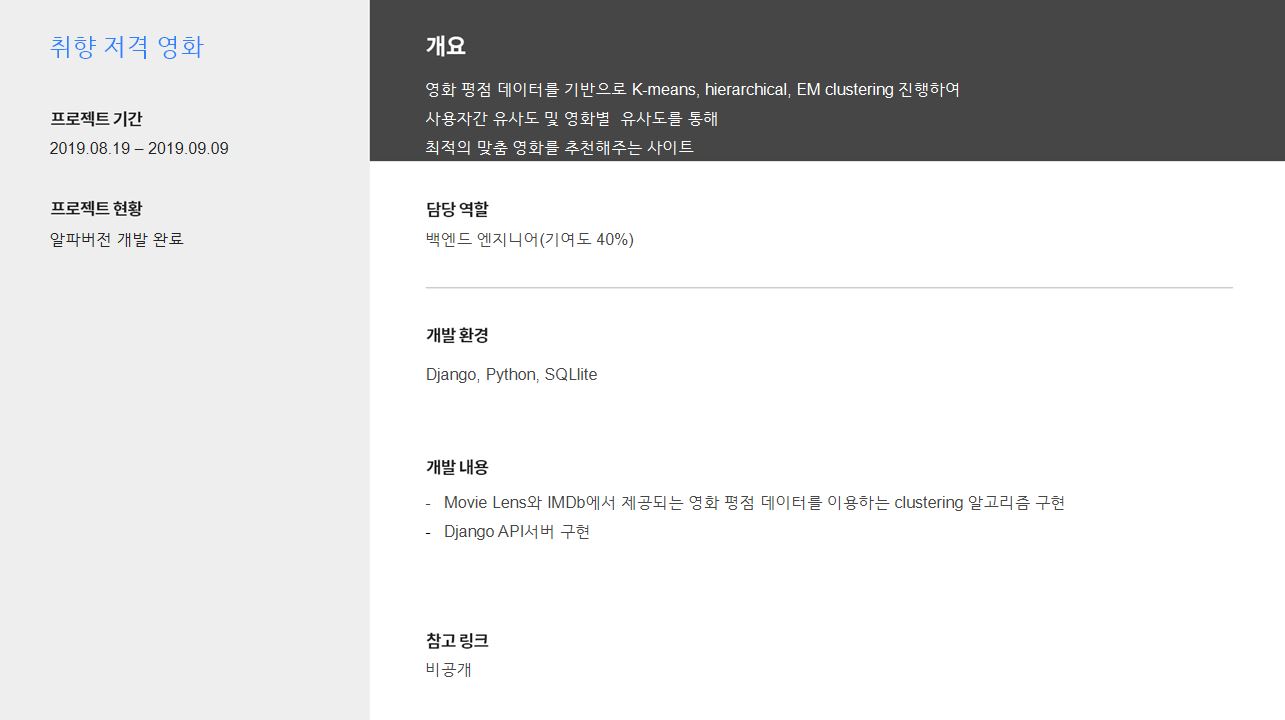 취향 저격 영화
프로젝트 기간
2019.08.19 – 2019.09.09
프로젝트 현황
알파버전 개발 완료
개요
영화 평점 데이터를 기반으로 K-means, hierarchical, EM clustering 진행하여
사용자간 유사도 및 영화별 유사도를 통해
최적의 맞춤 영화를 추천해주는 사이트
담당 역할
백엔드 엔지니어(기여도 40%)
개발 환경
Django, Python, SQLlite
개발 내용
- Movie Lens와 IMDb에서 제공되는 영화 평점 데이터를 이용하는 clustering 알고리즘 구현
- Django API서버 구현
참고 링크
비공개